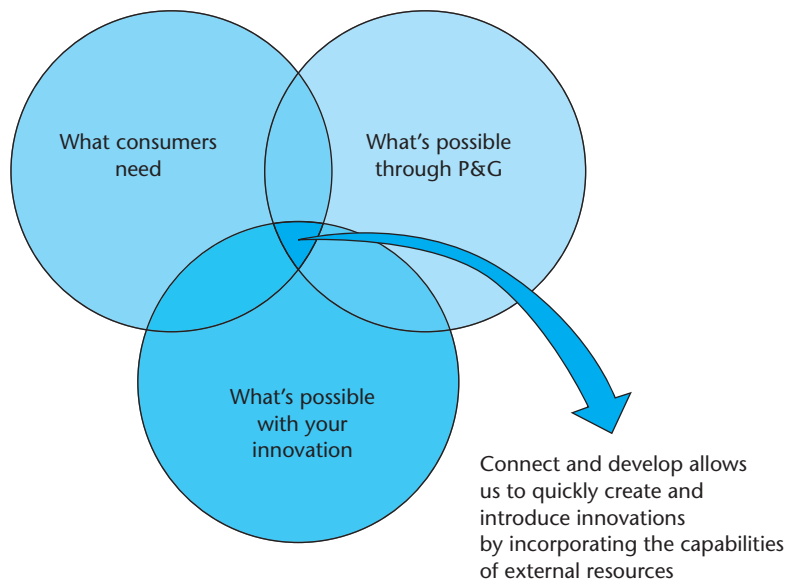 What consumers
need
What's possible
through P&G
What's possible
with your
innovation
Connect and develop allows
us to quickly create and
introduce innovations
by incorporating the capabilities
of external resources